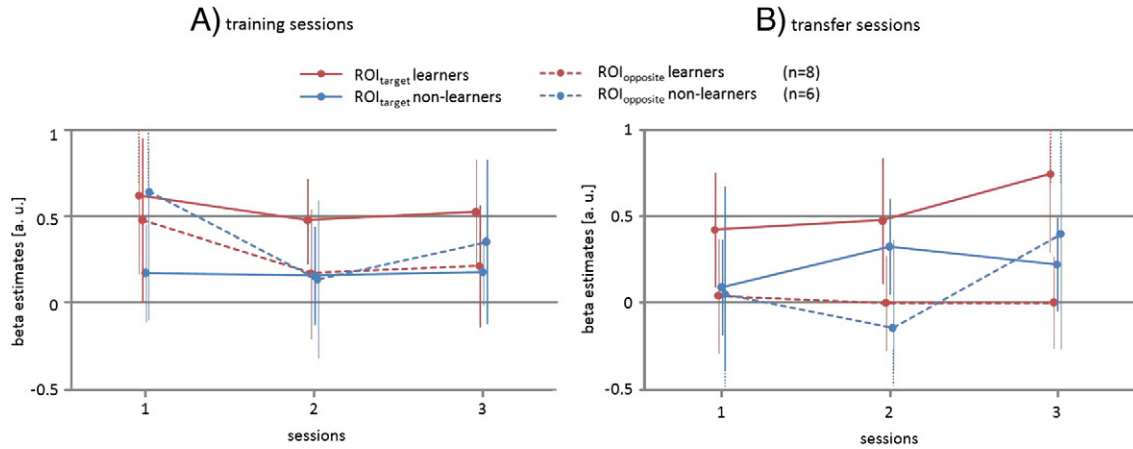 A) training sessions
B) transfer sessions
ROItarget learners
ROIopposite learners (n=8)
ROItarget non-learners
ROIopposite non-learners (n=6)
beta estimates [a. u.]
1
0.5
0
-0.5
1 2 3
sessions
beta estimates [a. u.]
1
0.5
0
-0.5
1 2 3
sessions